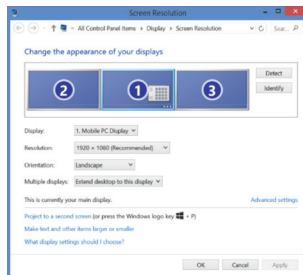 Screen Resolution
All Control Panel Items ▸ Display ▸ Screen Resolution
Change the appearance of your displays
2
1
3
Detect
Identify
Display: 1. Mobile PC Display
Resolution: 1920 × 1080 (Recommended)
Orientation: Landscape
Multiple displays: Extend desktop to this display
This is currently your main display.
Advanced settings
Project to a second screen (or press the Windows logo key + P)
Make text and other items larger or smaller
What display settings should I choose?
OK
Cancel
Apply